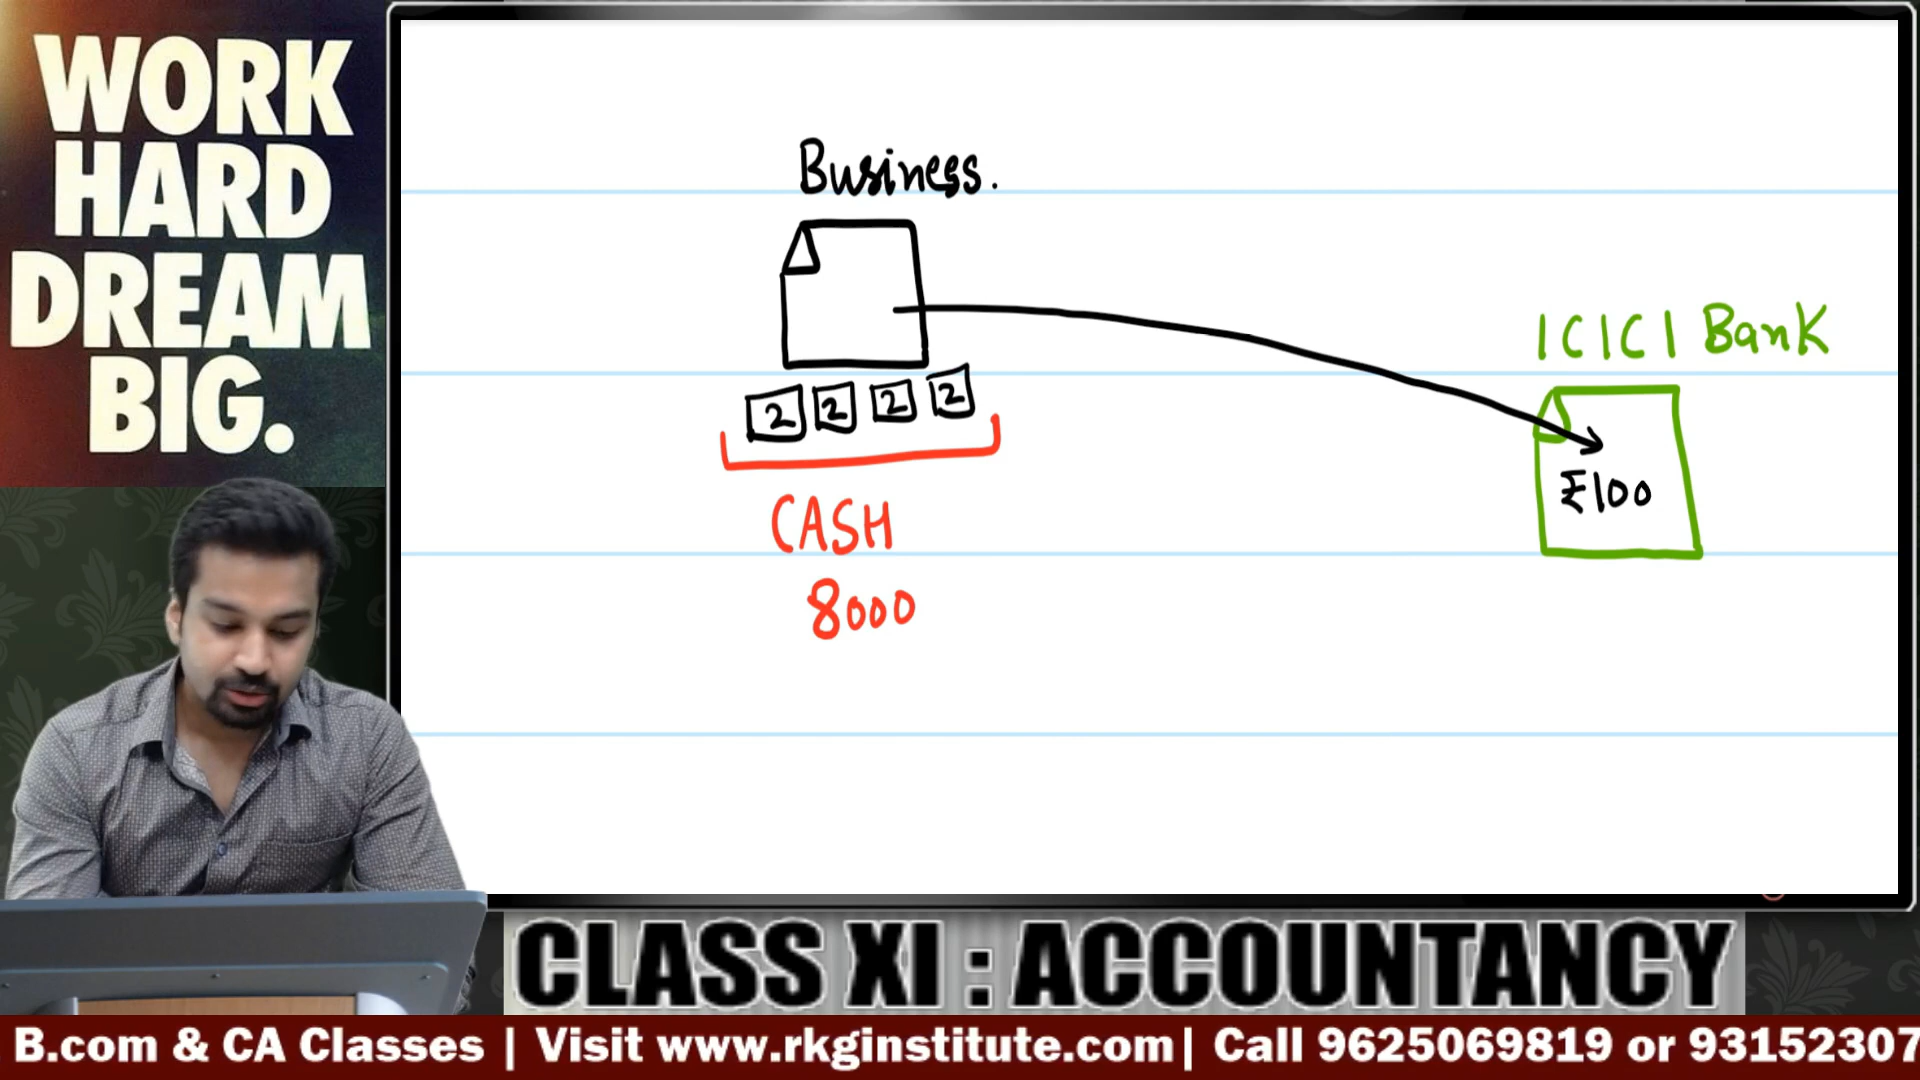 WORK
HARD
DREAM
BIG.
Business.
2 2 2 2
CASH
8000
ICICI Bank
₹100
CLASS XI : ACCOUNTANCY
B.com & CA Classes | Visit www.rkginstitute.com| Call 9625069819 or 93152307